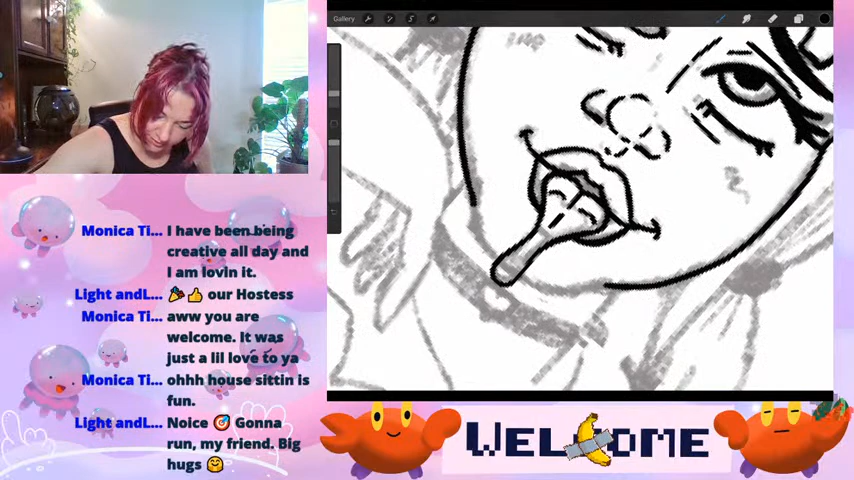 Gallery
Monica Ti... I have been being
creative all day and
I am lovin it.
Light andL... 🎉👍 our Hostess
Monica Ti... aww you are
welcome. It was
just a lil love to ya
Monica Ti... ohhh house sittin is
fun.
Light andL... Noice 🎯 Gonna
run, my friend. Big
hugs 🤗
WELCOME